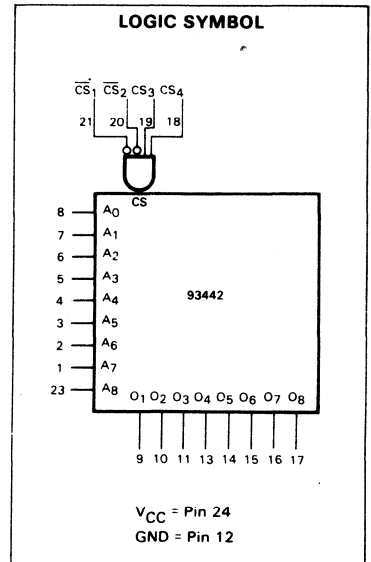 LOGIC SYMBOL
C̅S̅₁ C̅S̅₂ CS₃ CS₄
21 20 19 18
CS
8 A₀
7 A₁
6 A₂
5 A₃
93442
4 A₄
3 A₅
2 A₆
1 A₇
23 A₈
O₁ O₂ O₃ O₄ O₅ O₆ O₇ O₈
9 10 11 13 14 15 16 17
VCC = Pin 24
GND = Pin 12